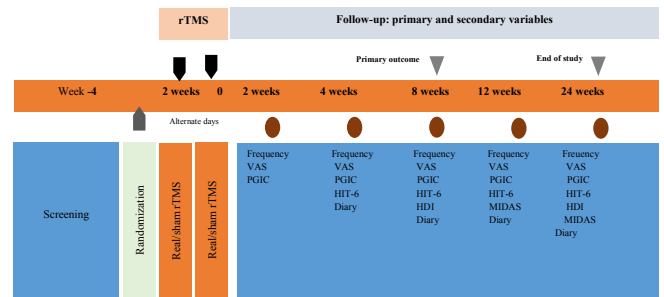 rTMS
Follow-up: primary and secondary variables
Primary outcome
End of study
Week -4
2 weeks
0
2 weeks
4 weeks
8 weeks
12 weeks
24 weeks
Alternate days
Screening
Randomization
Real/sham rTMS
Real/sham rTMS
Frequency
VAS
PGIC
Frequency
VAS
PGIC
HIT-6
Diary
Frequency
VAS
PGIC
HIT-6
HDI
Diary
Frequency
VAS
PGIC
HIT-6
MIDAS
Diary
Freuency
VAS
PGIC
HIT-6
HDI
MIDAS
Diary